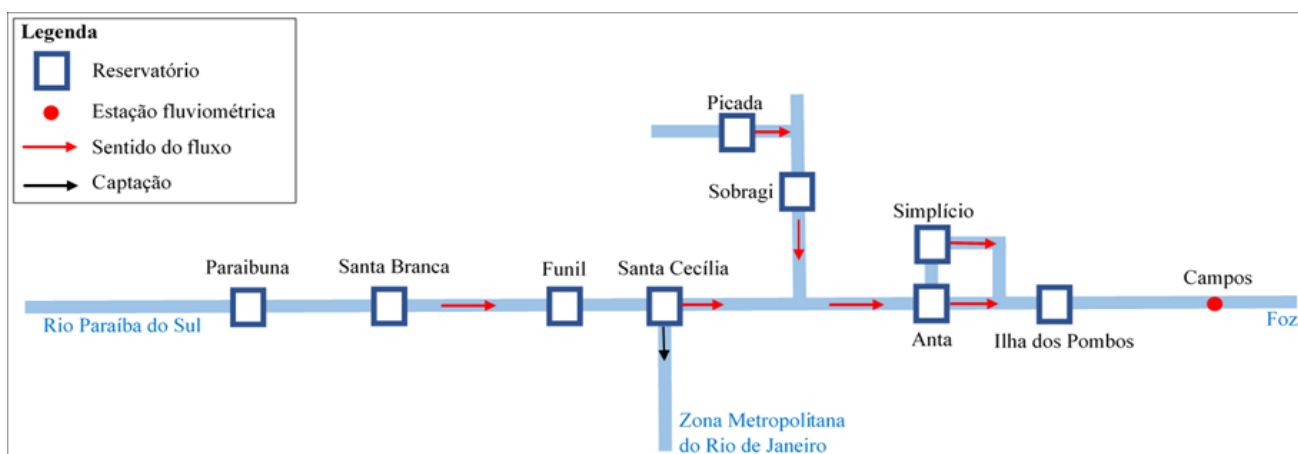 Legenda
Reservatório
Estação fluviométrica
Sentido do fluxo
Captação
Picada
Sobragi
Simplício
Paraibuna
Santa Branca
Funil
Santa Cecília
Campos
Rio Paraíba do Sul
Foz
Anta
Ilha dos Pombos
Zona Metropolitana
do Rio de Janeiro